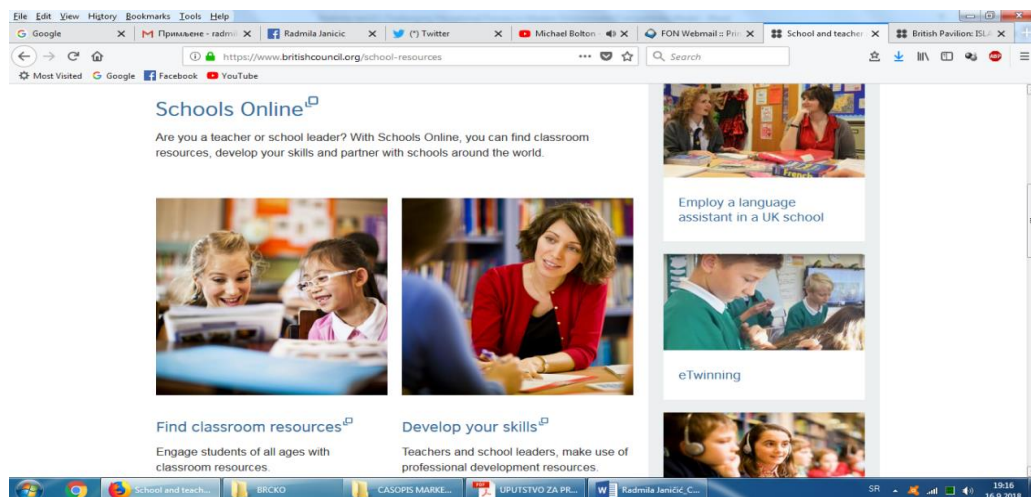 File Edit View History Bookmarks Tools Help
Google
Примљене - radmil
Radmila Janicic
(*) Twitter
Michael Bolton -
FON Webmail :: Prim
School and teacher
British Pavilion: ISLA
https://www.britishcouncil.org/school-resources
Search
Most Visited Google Facebook YouTube
Schools Online
Are you a teacher or school leader? With Schools Online, you can find classroom
resources, develop your skills and partner with schools around the world.
Find classroom resources
Engage students of all ages with
classroom resources.
Develop your skills
Teachers and school leaders, make use of
professional development resources.
French
Employ a language
assistant in a UK school
eTwinning
School and teach...
BRCKO
CASOPIS MARKE...
UPUTSTVO ZA PR...
Radmila Janičić_C...
SR
19:16